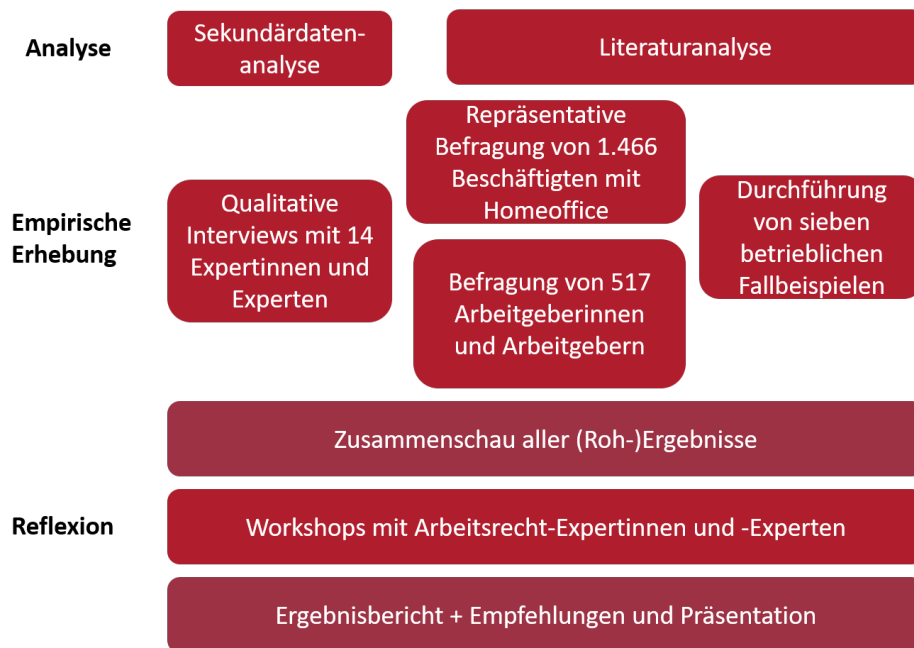 Analyse
Sekundärdaten-
analyse
Literaturanalyse
Empirische
Erhebung
Qualitative
Interviews mit 14
Expertinnen und
Experten
Repräsentative
Befragung von 1.466
Beschäftigten mit
Homeoffice
Befragung von 517
Arbeitgeberinnen
und Arbeitgebern
Durchführung
von sieben
betrieblichen
Fallbeispielen
Zusammenschau aller (Roh-)Ergebnisse
Reflexion
Workshops mit Arbeitsrecht-Expertinnen und -Experten
Ergebnisbericht + Empfehlungen und Präsentation